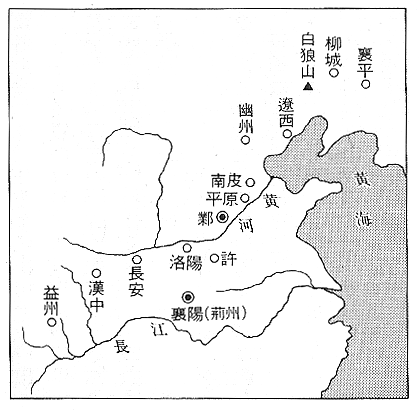 白狼山
柳城
襄平
遼西
幽州
南皮
平原
鄴
黄
河
黄
海
洛陽
許
長安
漢中
益州
襄陽(荊州)
長
江